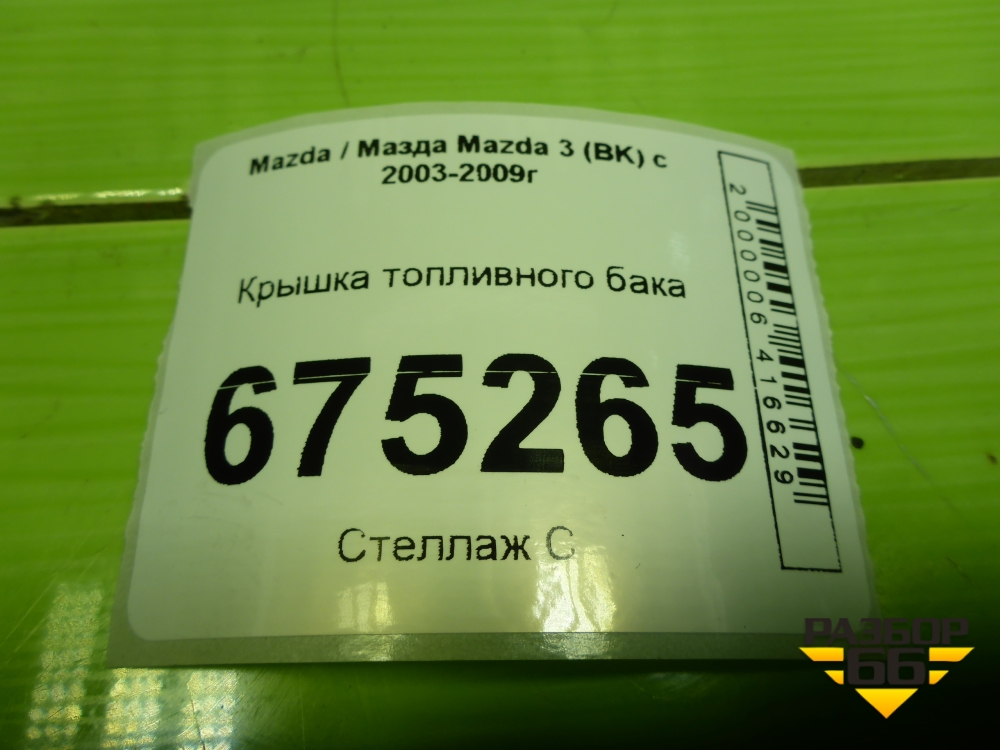 Mazda / Мазда Mazda 3 (BK) с
2003-2009г
Крышка топливного бака
675265
Стеллаж С
2000006416629
РАЗБОР
66